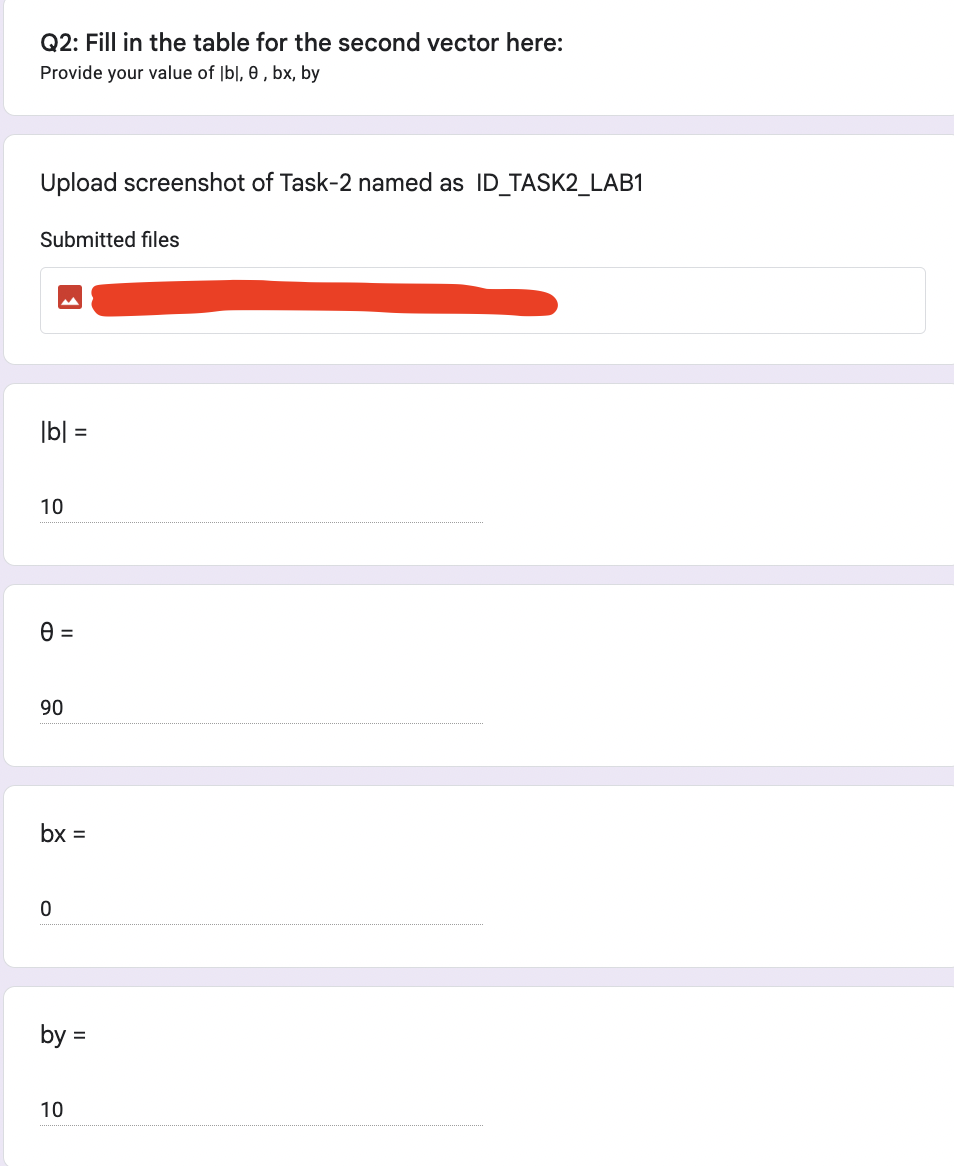 Q2: Fill in the table for the second vector here:
Provide your value of |b|, θ , bx, by
Upload screenshot of Task-2 named as  ID_TASK2_LAB1
Submitted files
|b| =
10
θ =
90
bx =
0
by =
10